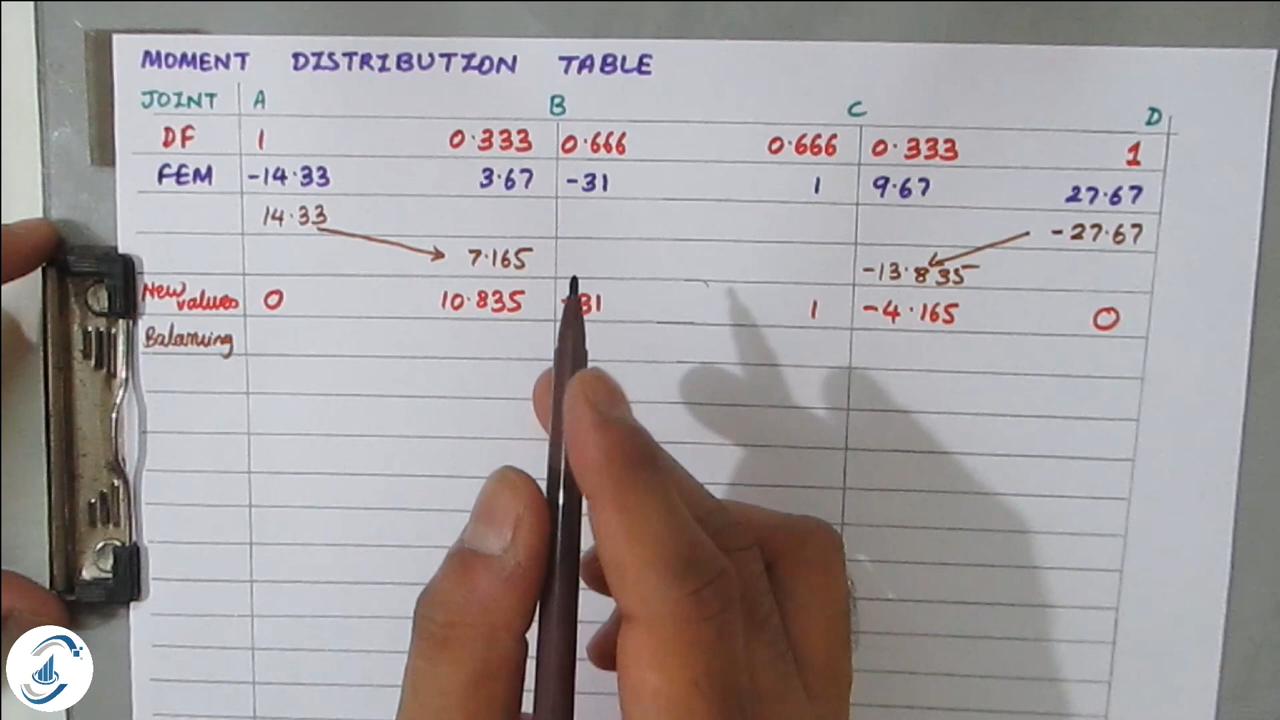 MOMENT DISTRIBUTION TABLE
JOINT A B C D
DF 1 0.333 0.666 0.666 0.333 1
FEM -14.33 3.67 -31 1 9.67 27.67
14.33 -27.67
7.165 -13.835
New values 0 10.835 -31 1 -4.165 0
Balancing